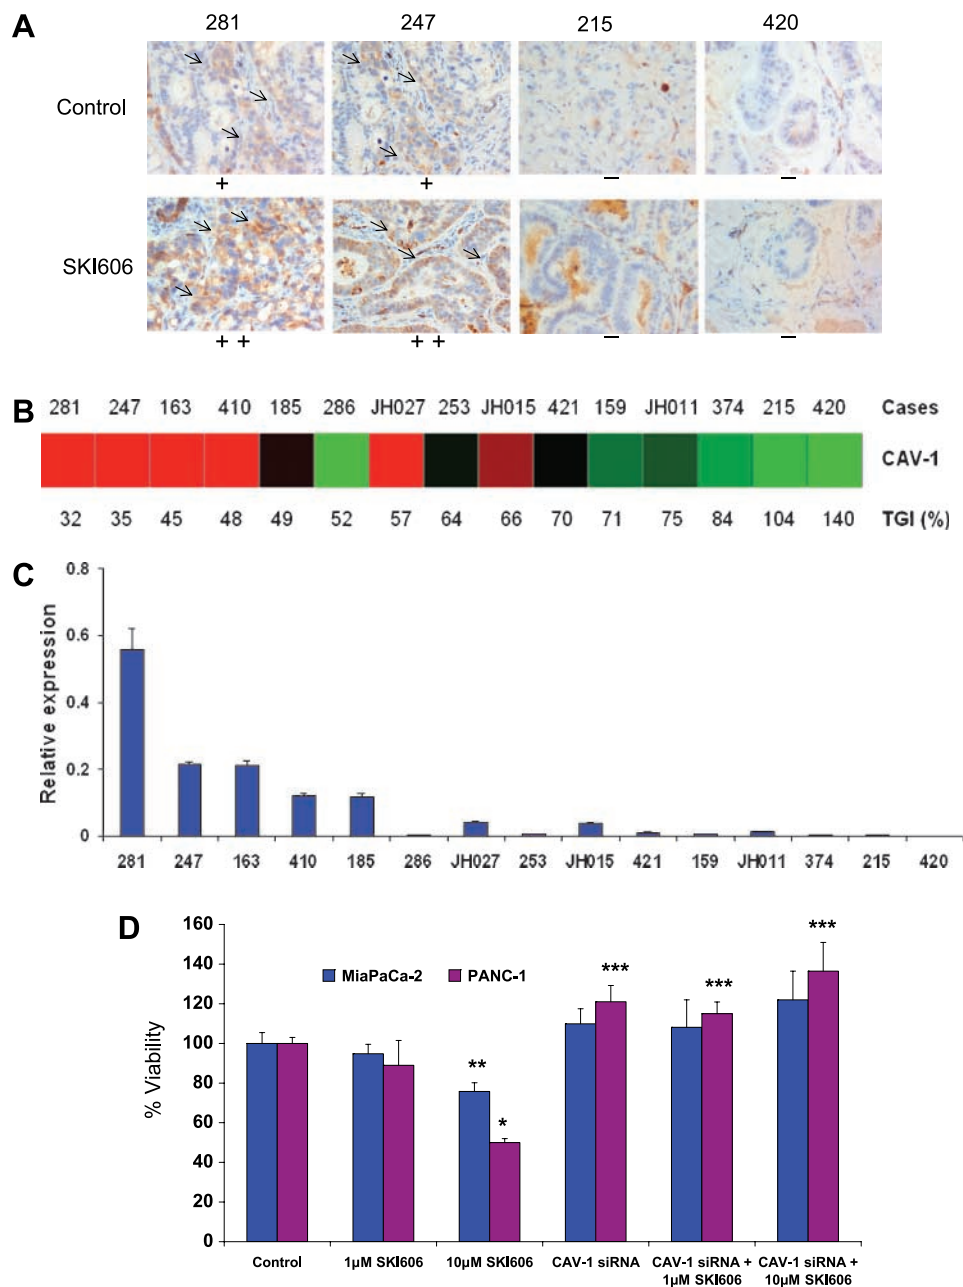 A
281 247 215 420
Control
+ + – –
SKI606
+ + + + – –
B
281 247 163 410 185 286 JH027 253 JH015 421 159 JH011 374 215 420 Cases
CAV-1
32 35 45 48 49 52 57 64 66 70 71 75 84 104 140 TGI (%)
C
Relative expression
0.8
0.6
0.4
0.2
0
281 247 163 410 185 286 JH027 253 JH015 421 159 JH011 374 215 420
D
% Viability
160
140
120
100
80
60
40
20
0
MiaPaCa-2 PANC-1
** * *** *** ***
Control 1µM SKI606 10µM SKI606 CAV-1 siRNA CAV-1 siRNA + CAV-1 siRNA +
1µM SKI606 10µM SKI606